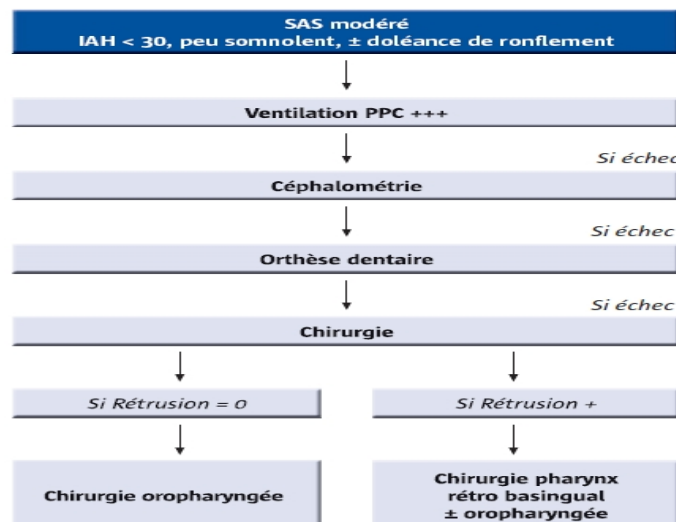 SAS modéré
IAH < 30, peu somnolent, ± doléance de ronflement
Ventilation PPC +++
Si échec
Céphalométrie
Si échec
Orthèse dentaire
Si échec
Chirurgie
Si Rétrusion = 0
Si Rétrusion +
Chirurgie oropharyngée
Chirurgie pharynx
rétro basingual
± oropharyngée